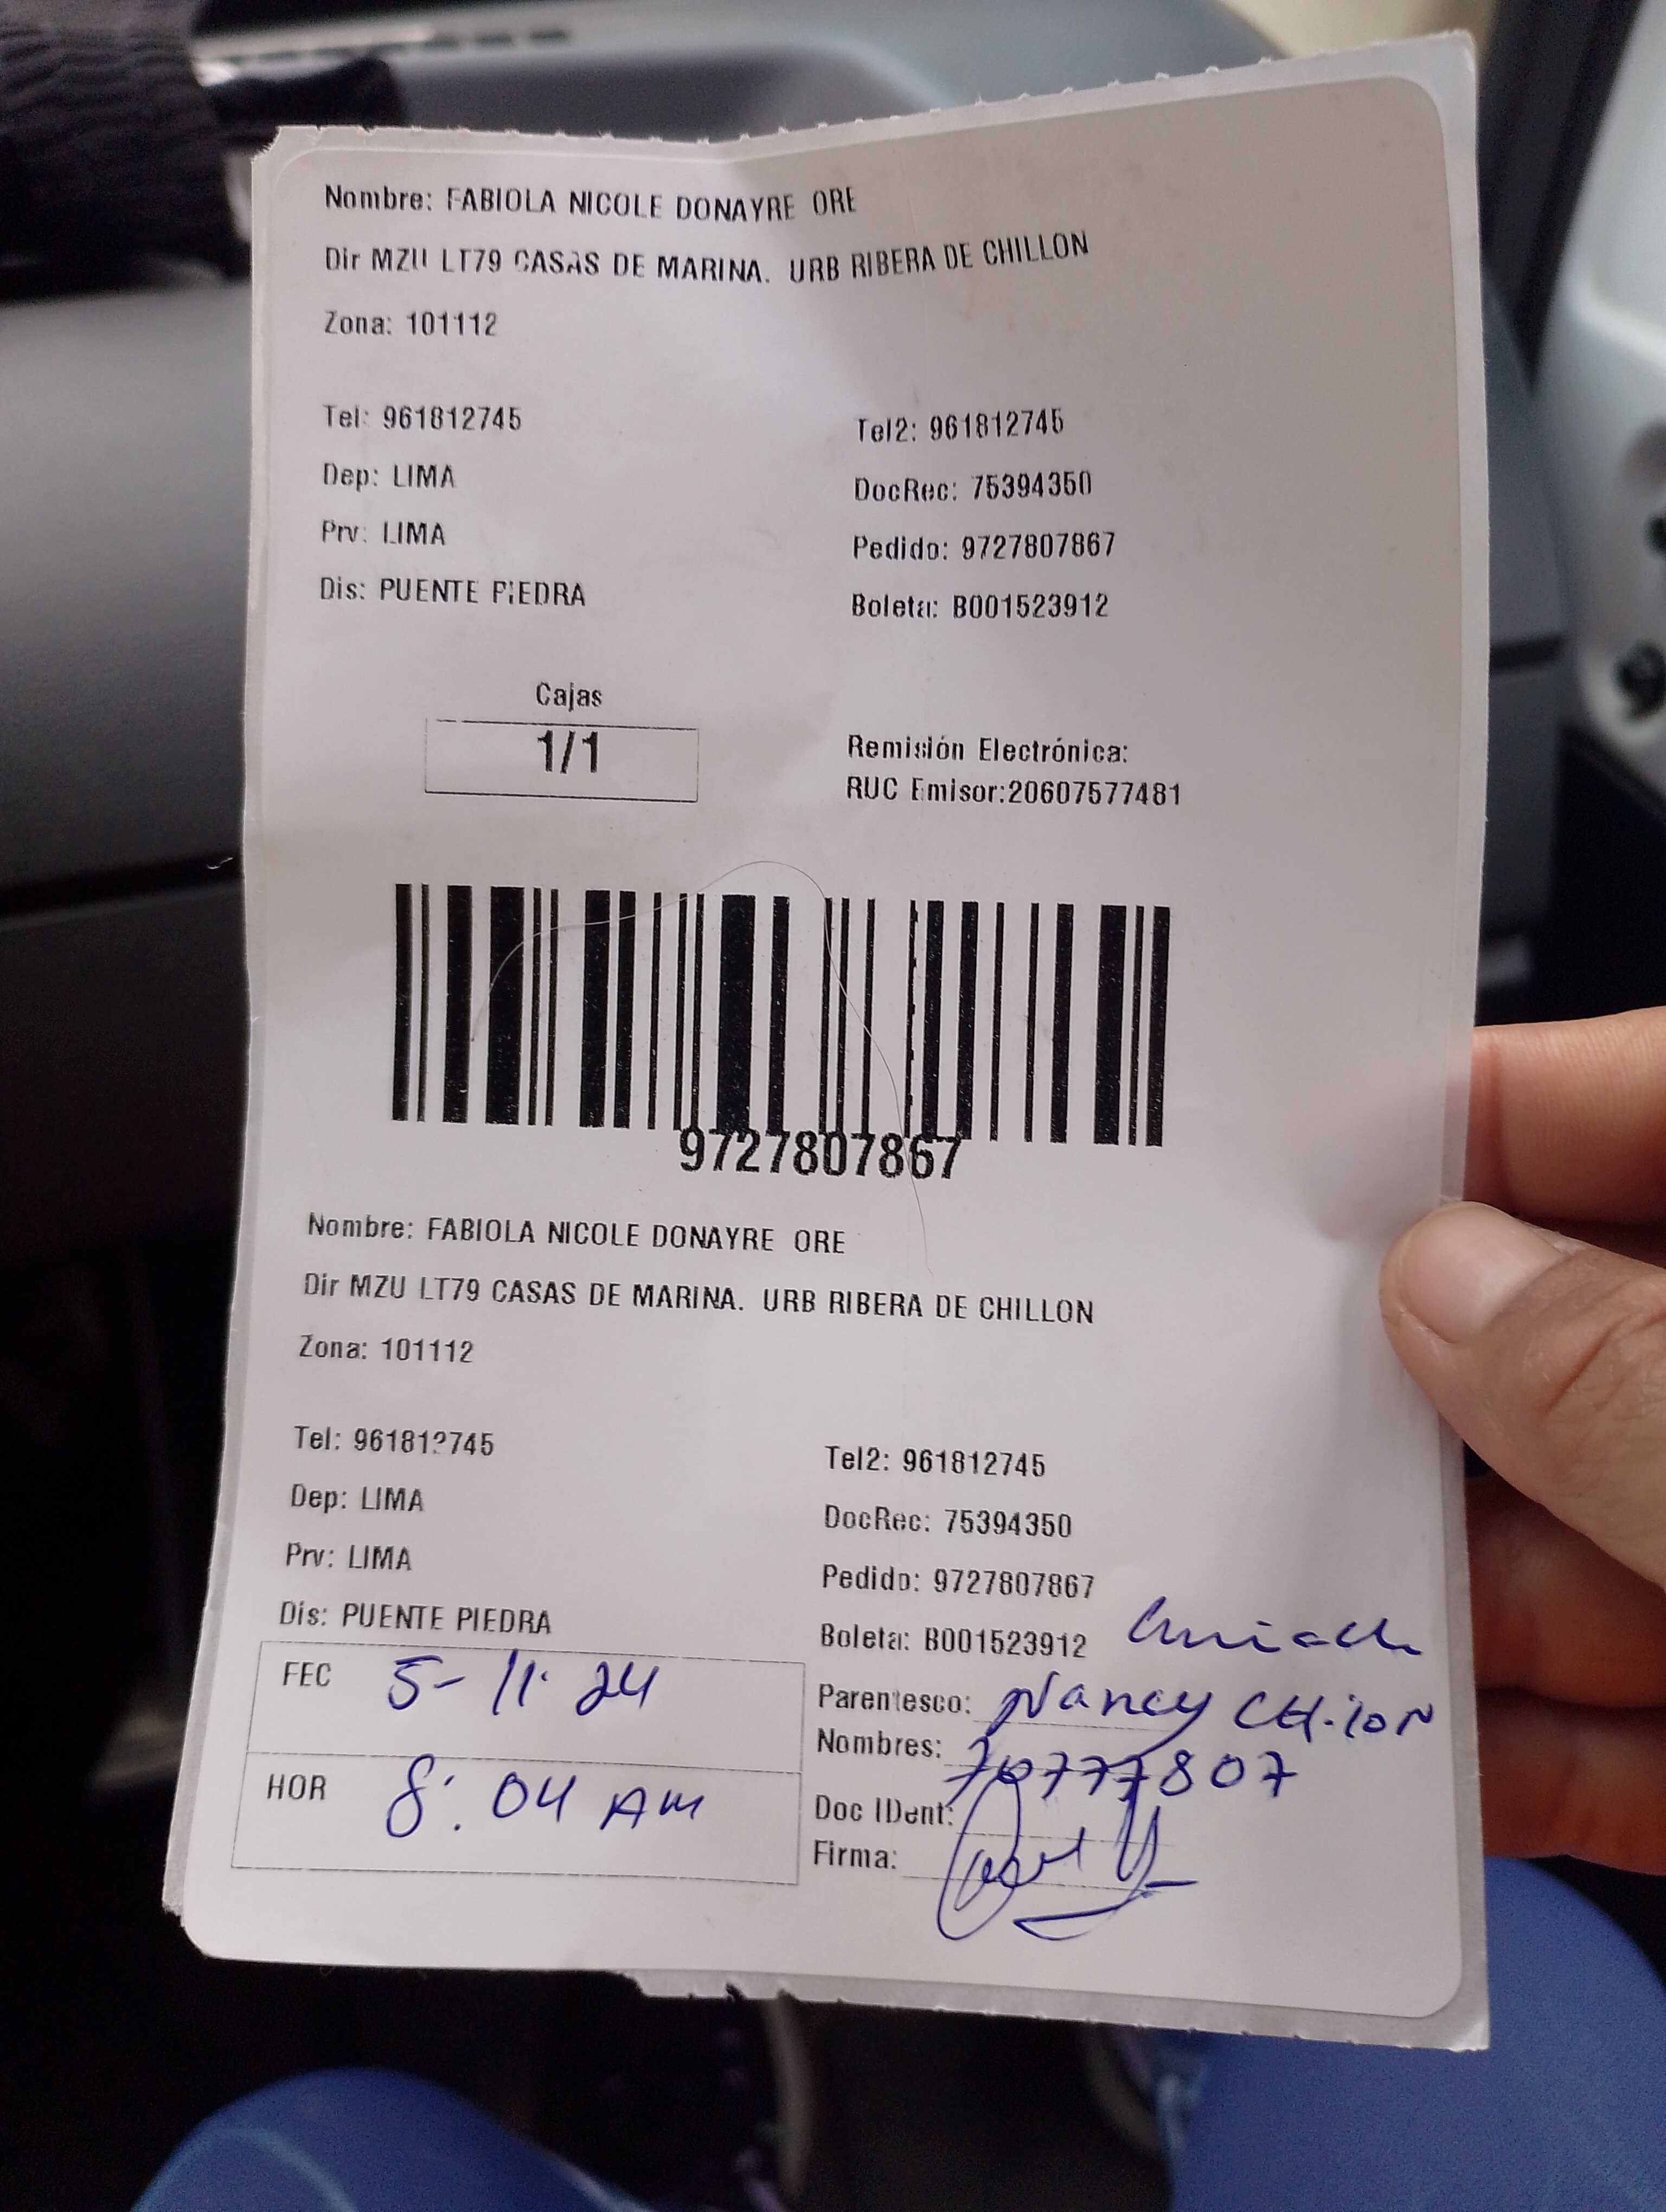 Nombre: FABIOLA NICOLE DONAYRE ORE
Dir MZU LT79 CASAS DE MARINA. URB RIBERA DE CHILLON
Zona: 101112
Tel: 961812745 Tel2: 961812745
Dep: LIMA DocRec: 75394350
Prv: LIMA Pedido: 9727807867
Dis: PUENTE PIEDRA Boleta: B001523912
Cajas
1/1
Remisión Electrónica:
RUC Emisor:20607577481
9727807867
Nombre: FABIOLA NICOLE DONAYRE ORE
Dir MZU LT79 CASAS DE MARINA. URB RIBERA DE CHILLON
Zona: 101112
Tel: 961812745 Tel2: 961812745
Dep: LIMA DocRec: 75394350
Prv: LIMA Pedido: 9727807867
Dis: PUENTE PIEDRA Boleta: B001523912
FEC 5-11-24 Parentesco: Nancy
Nombres:
HOR 8:04 AM Doc IDent:
Firma: